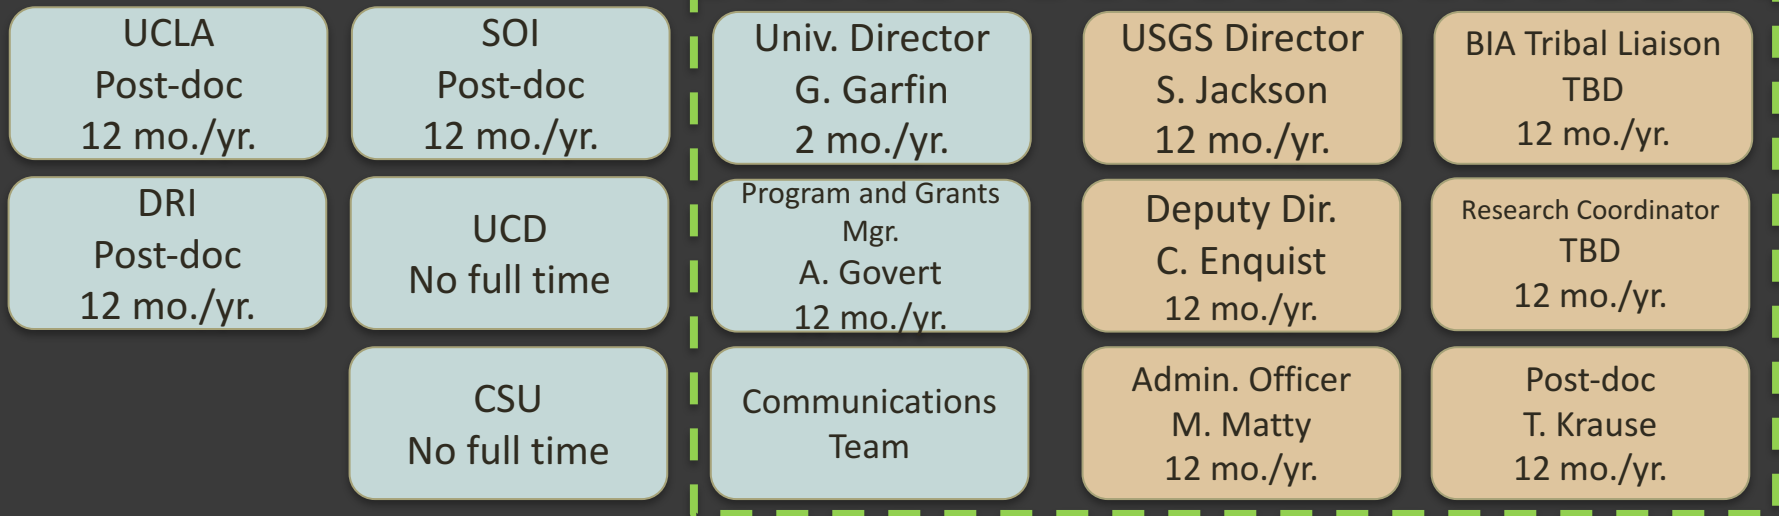 UCLA
Post-doc
12 mo./yr.
SOI
Post-doc
12 mo./yr.
Univ. Director
G. Garfin
2 mo./yr.
USGS Director
S. Jackson
12 mo./yr.
BIA Tribal Liaison
TBD
12 mo./yr.
DRI
Post-doc
12 mo./yr.
UCD
No full time
Program and Grants
Mgr.
A. Govert
12 mo./yr.
Deputy Dir.
C. Enquist
12 mo./yr.
Research Coordinator
TBD
12 mo./yr.
CSU
No full time
Communications
Team
Admin. Officer
M. Matty
12 mo./yr.
Post-doc
T. Krause
12 mo./yr.